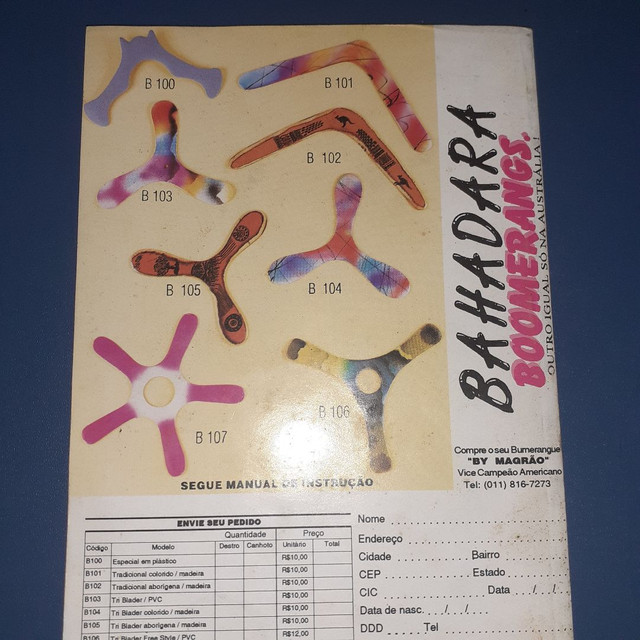 B 100
B 101
B 102
B 103
B 104
B 105
B 106
B 107
SEGUE MANUAL DE INSTRUÇÃO
BAHADARA
BOOMERANGS.
OUTRO IGUAL SÓ NA AUSTRÁLIA!
Compre o seu Bumerangue
"BY MAGRÃO"
Vice Campeão Americano
Tel: (011) 816-7273
ENVIE SEU PEDIDO
Quantidade Preço
Código Modelo Destro Canhoto Unitário Total
B100 Especial em plástico R$10,00
B101 Tradicional colorido / madeira R$10,00
B102 Tradicional aborígena / madeira R$10,00
B103 Tri Blader / PVC R$10,00
B104 Tri Blader colorido / madeira R$10,00
B105 Tri Blader aborígena / madeira R$10,00
B106 Tri Blader Free Style / PVC R$12,00
Nome
Endereço
Cidade Bairro
CEP Estado
CIC Data / /
Data de nasc. / /
DDD Tel